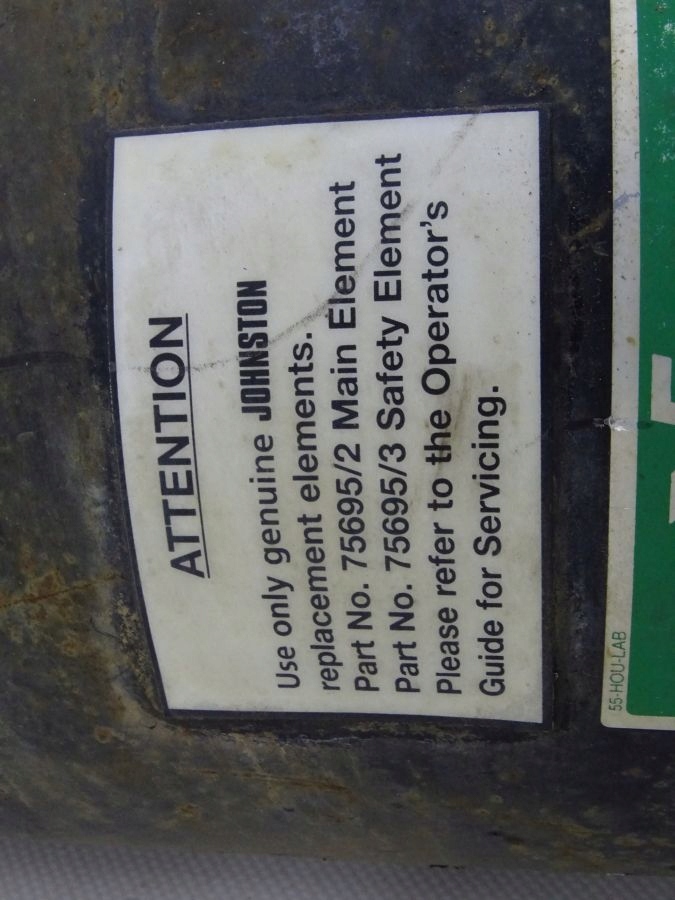 ATTENTION
Use only genuine JOHNSTON
replacement elements.
Part No. 75695/2 Main Element
Part No. 75695/3 Safety Element
Please refer to the Operator's
Guide for Servicing.
55-HOU-LAB